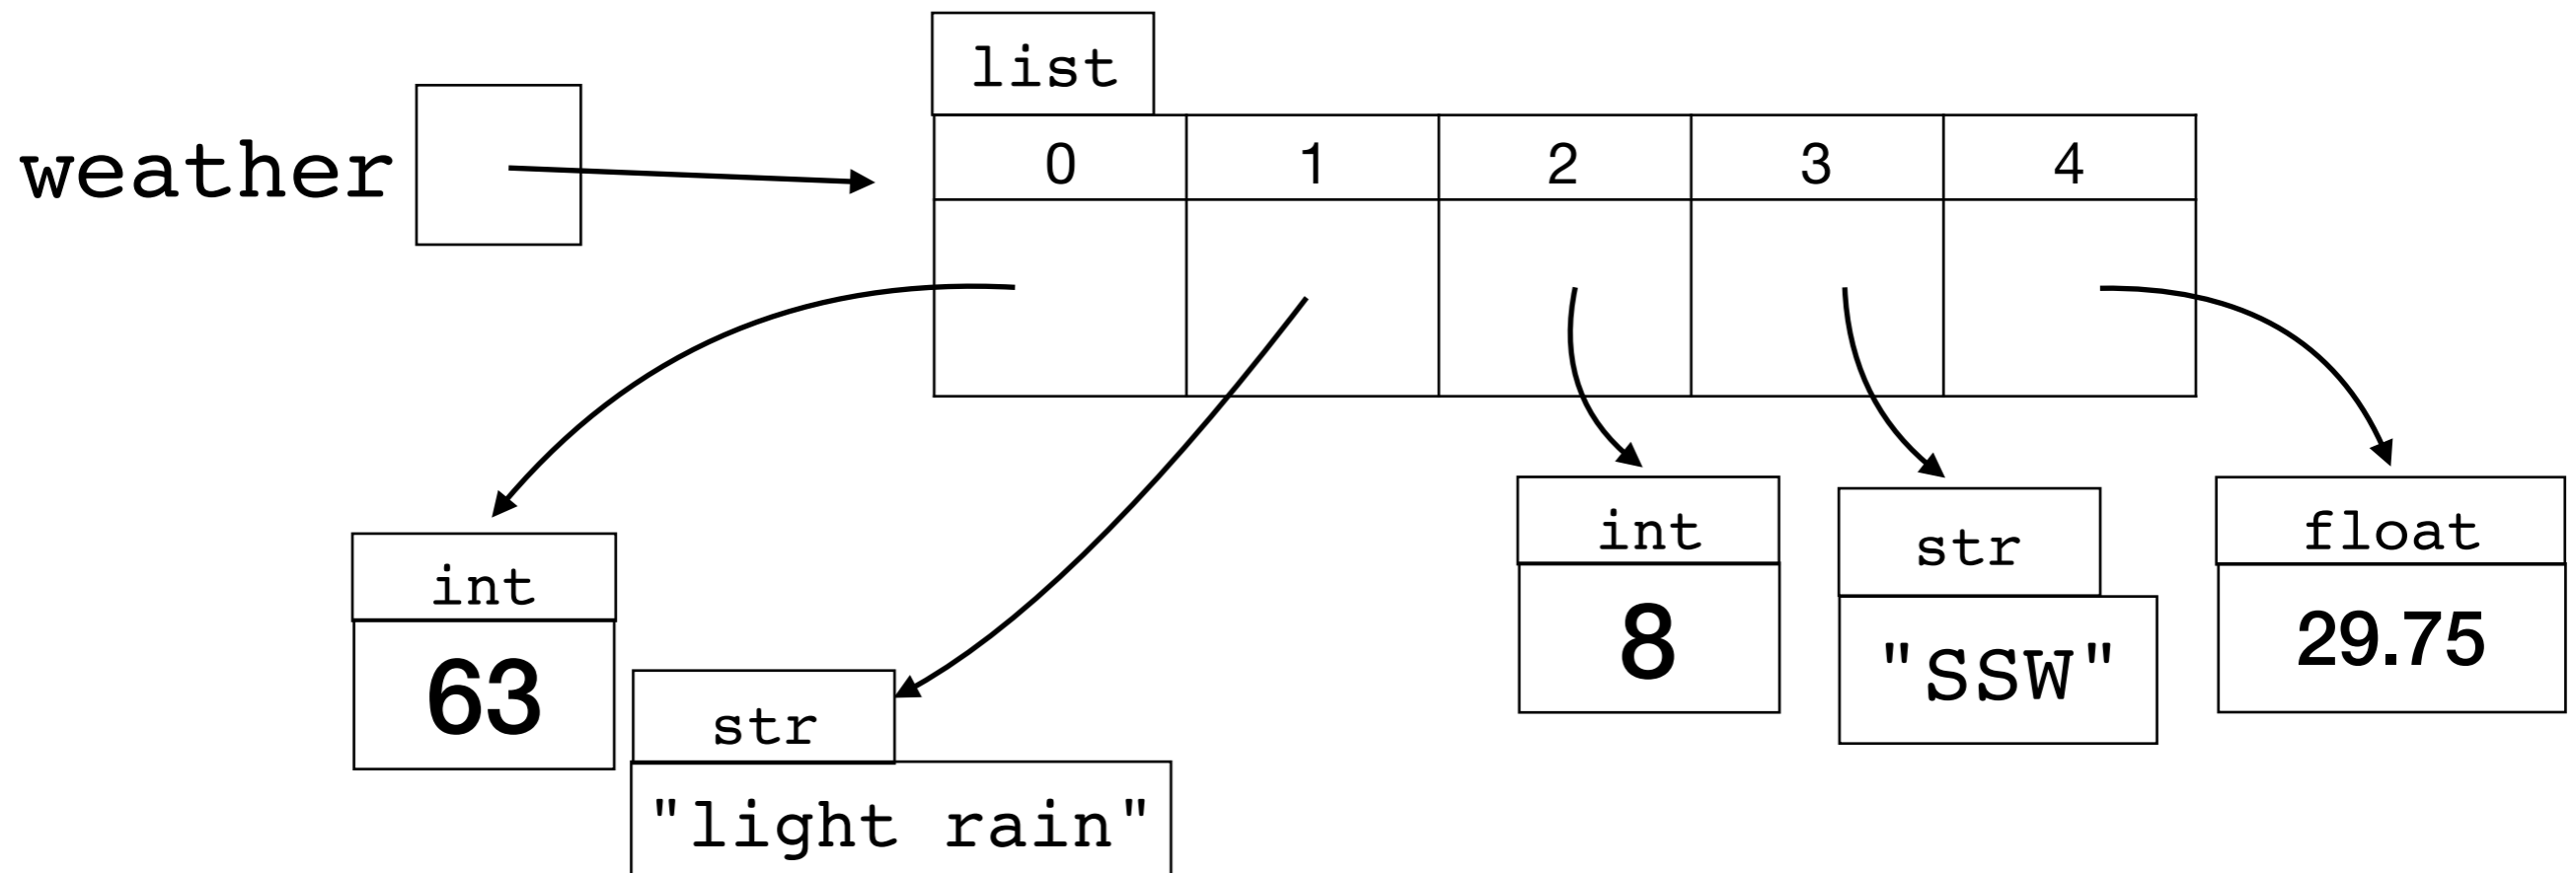 list
weather
0 1 2 3 4
int
63
str
"light rain"
int
8
str
"SSW"
float
29.75